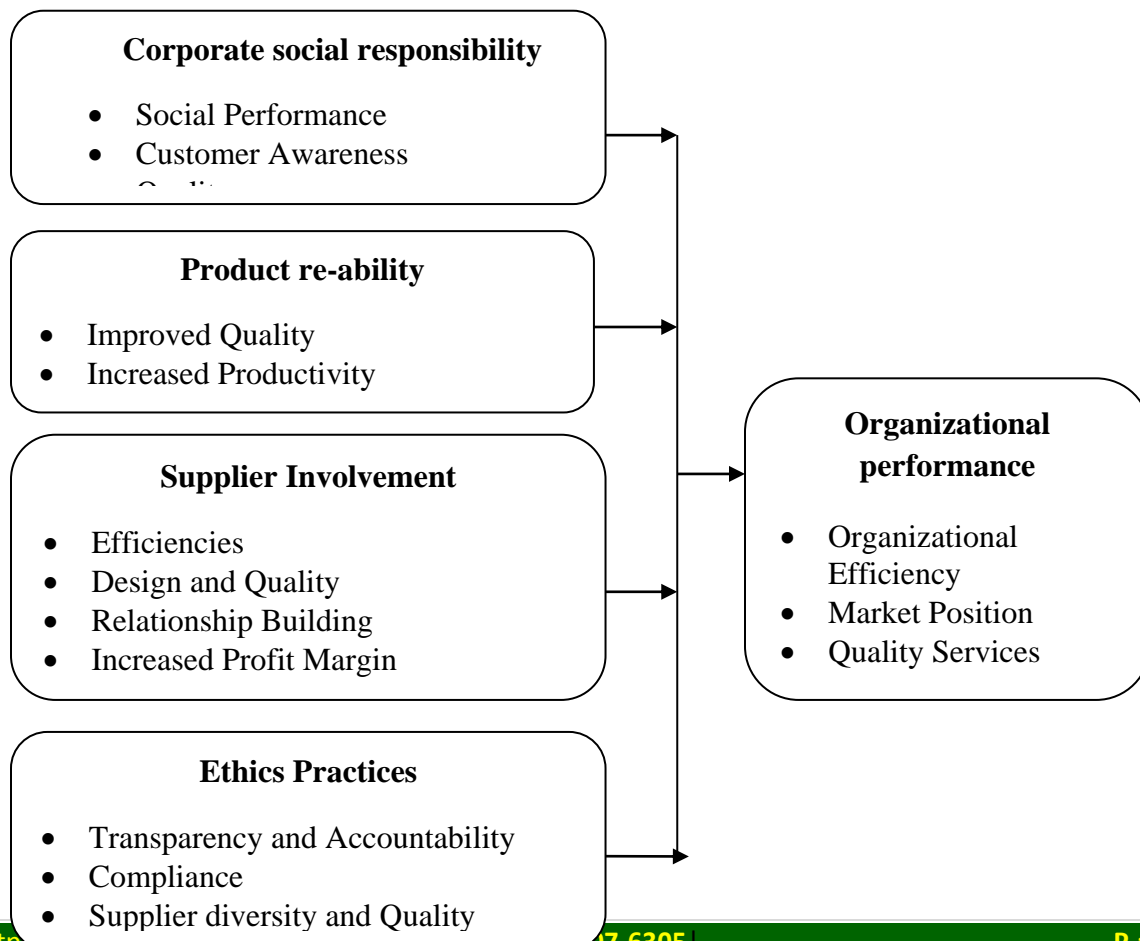 Corporate social responsibility
• Social Performance
• Customer Awareness
Product re-ability
• Improved Quality
• Increased Productivity
Supplier Involvement
• Efficiencies
• Design and Quality
• Relationship Building
• Increased Profit Margin
Ethics Practices
• Transparency and Accountability
• Compliance
• Supplier diversity and Quality
Organizational
performance
• Organizational
Efficiency
• Market Position
• Quality Services